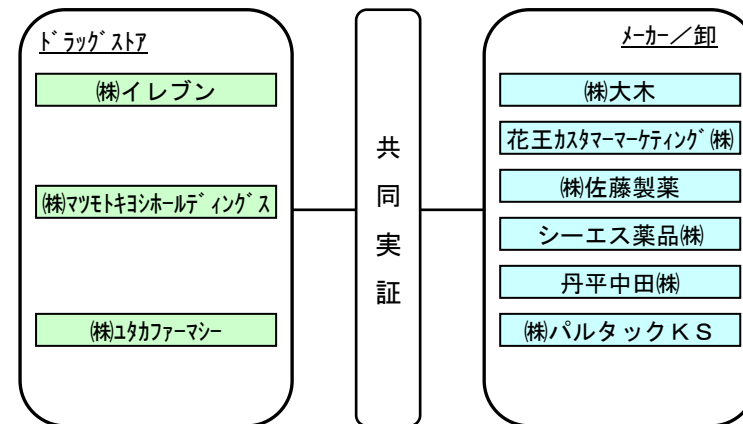 ﾄﾞﾗｯｸﾞｽﾄｱ
㈱イレブン
㈱ﾏﾂﾓﾄｷﾖｼﾎｰﾙﾃﾞｨﾝｸﾞｽ
㈱ﾕﾀｶﾌｧｰﾏｼｰ
共
同
実
証
ﾒｰｶｰ／卸
㈱大木
花王ｶｽﾀﾏｰﾏｰｹﾃｨﾝｸﾞ㈱
㈱佐藤製薬
シーエス薬品㈱
丹平中田㈱
㈱パルタックＫＳ